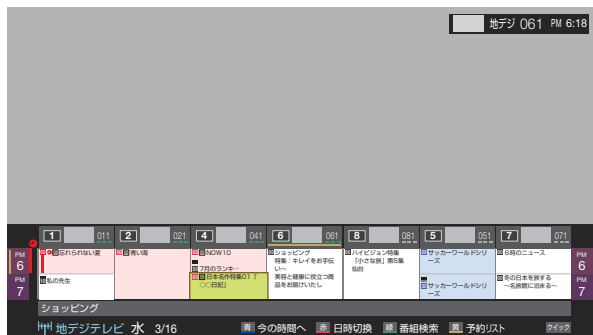 地デジ 061 PM 6:18
1 011 2 021 4 041 6 061 8 081 5 051 7 071
PM 6
PM 7
忘れられない夏
私の先生
青い海
NOW10
7月のランキ…
日本名作特集01『
○○日記』
ショッピング
特集：キレイをお手伝
い～
美容と健康に役立つ商
品をお届けいたし
ハイビジョン特集
「小さな旅」第5集
仙台
サッカーワールドシリ
ーズ
サッカーワールドシリ
ーズ
6時のニュース
冬の日本を旅する
～名旅館に泊まる～
PM 6
PM 7
ショッピング
地デジテレビ 水 3/16 青 今の時間へ 赤 日時切換 緑 番組検索 黄 予約リスト クイック